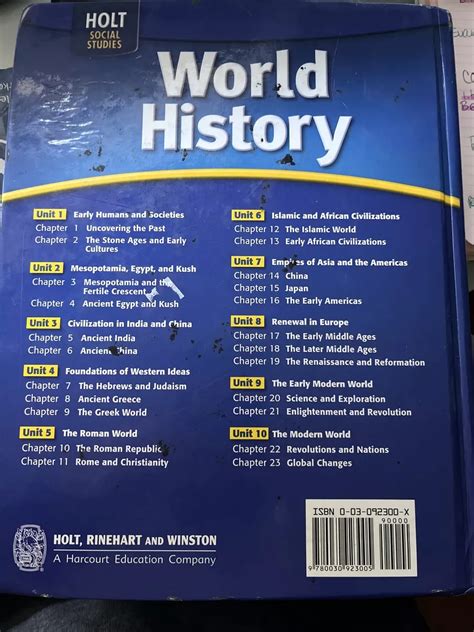 HOLT
SOCIAL
STUDIES
World
History
Unit 1 Early Humans and Societies
Chapter 1 Uncovering the Past
Chapter 2 The Stone Ages and Early
Cultures
Unit 2 Mesopotamia, Egypt, and Kush
Chapter 3 Mesopotamia and the
Fertile Crescent
Chapter 4 Ancient Egypt and Kush
Unit 3 Civilization in India and China
Chapter 5 Ancient India
Chapter 6 Ancient China
Unit 4 Foundations of Western Ideas
Chapter 7 The Hebrews and Judaism
Chapter 8 Ancient Greece
Chapter 9 The Greek World
Unit 5 The Roman World
Chapter 10 The Roman Republic
Chapter 11 Rome and Christianity
Unit 6 Islamic and African Civilizations
Chapter 12 The Islamic World
Chapter 13 Early African Civilizations
Unit 7 Empires of Asia and the Americas
Chapter 14 China
Chapter 15 Japan
Chapter 16 The Early Americas
Unit 8 Renewal in Europe
Chapter 17 The Early Middle Ages
Chapter 18 The Later Middle Ages
Chapter 19 The Renaissance and Reformation
Unit 9 The Early Modern World
Chapter 20 Science and Exploration
Chapter 21 Enlightenment and Revolution
Unit 10 The Modern World
Chapter 22 Revolutions and Nations
Chapter 23 Global Changes
HOLT, RINEHART AND WINSTON
A Harcourt Education Company
ISBN 0-03-092300-X
90000
9 780030 923005